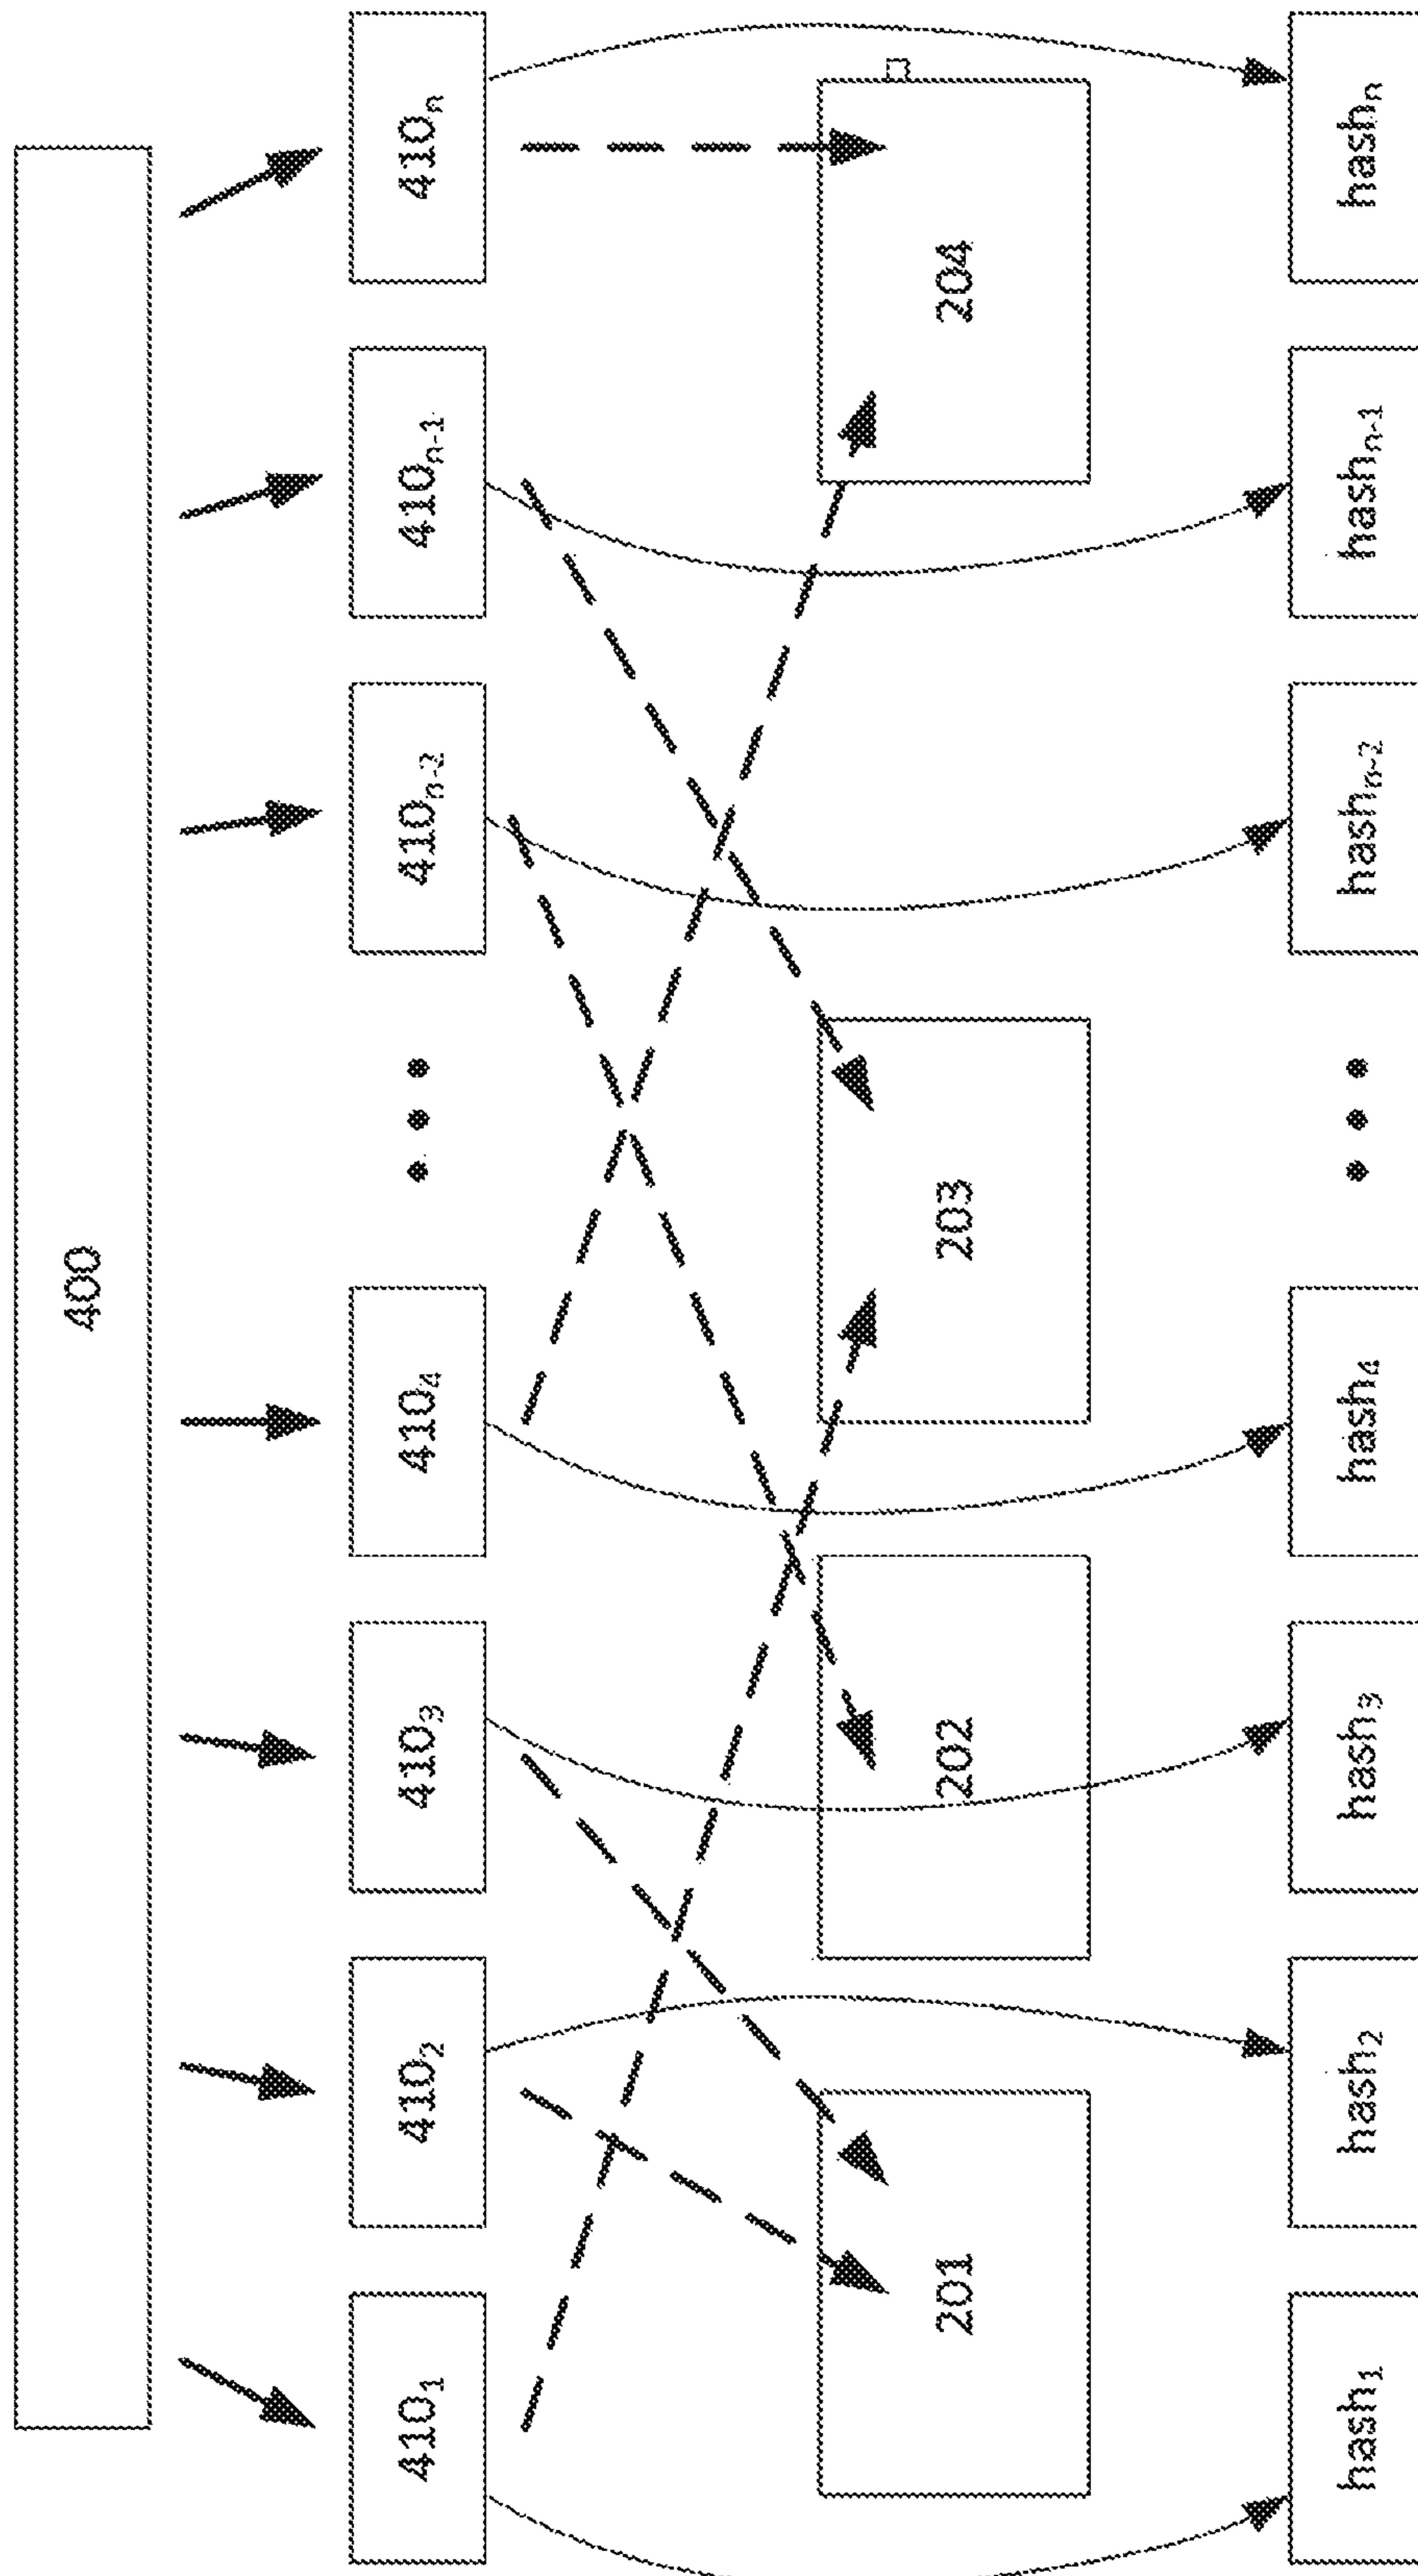 400
410₁ 410₂ 410₃ 410₄ ● ● ● 410ₙ₋₂ 410ₙ₋₁ 410ₙ
201 202 203 204
hash₁ hash₂ hash₃ hash₄ ● ● ● hashₙ₋₂ hashₙ₋₁ hashₙ